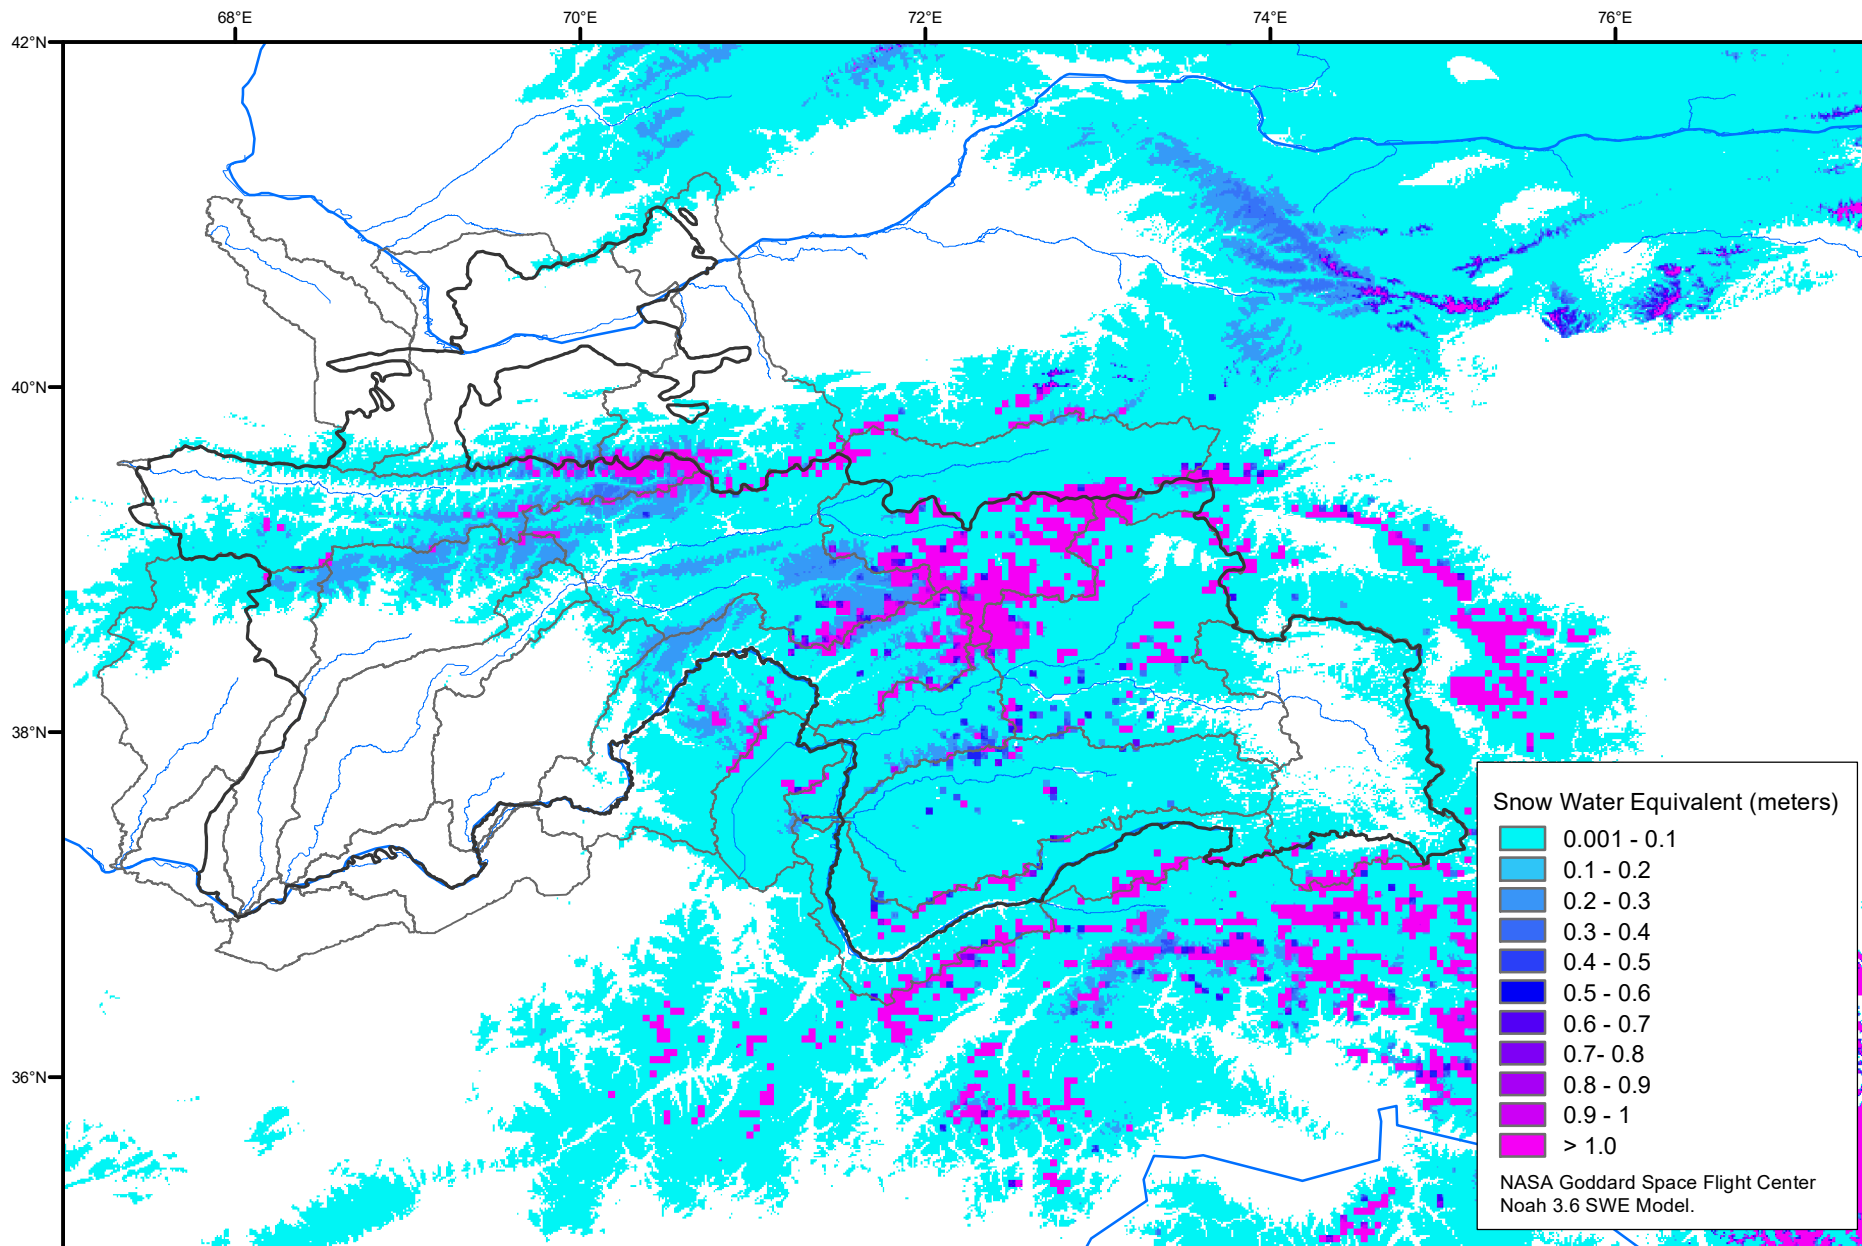 68°E
70°E
72°E
74°E
76°E
42°N
40°N
38°N
36°N
Snow Water Equivalent (meters)
0.001 - 0.1
0.1 - 0.2
0.2 - 0.3
0.3 - 0.4
0.4 - 0.5
0.5 - 0.6
0.6 - 0.7
0.7- 0.8
0.8 - 0.9
0.9 - 1
> 1.0
NASA Goddard Space Flight Center
Noah 3.6 SWE Model.